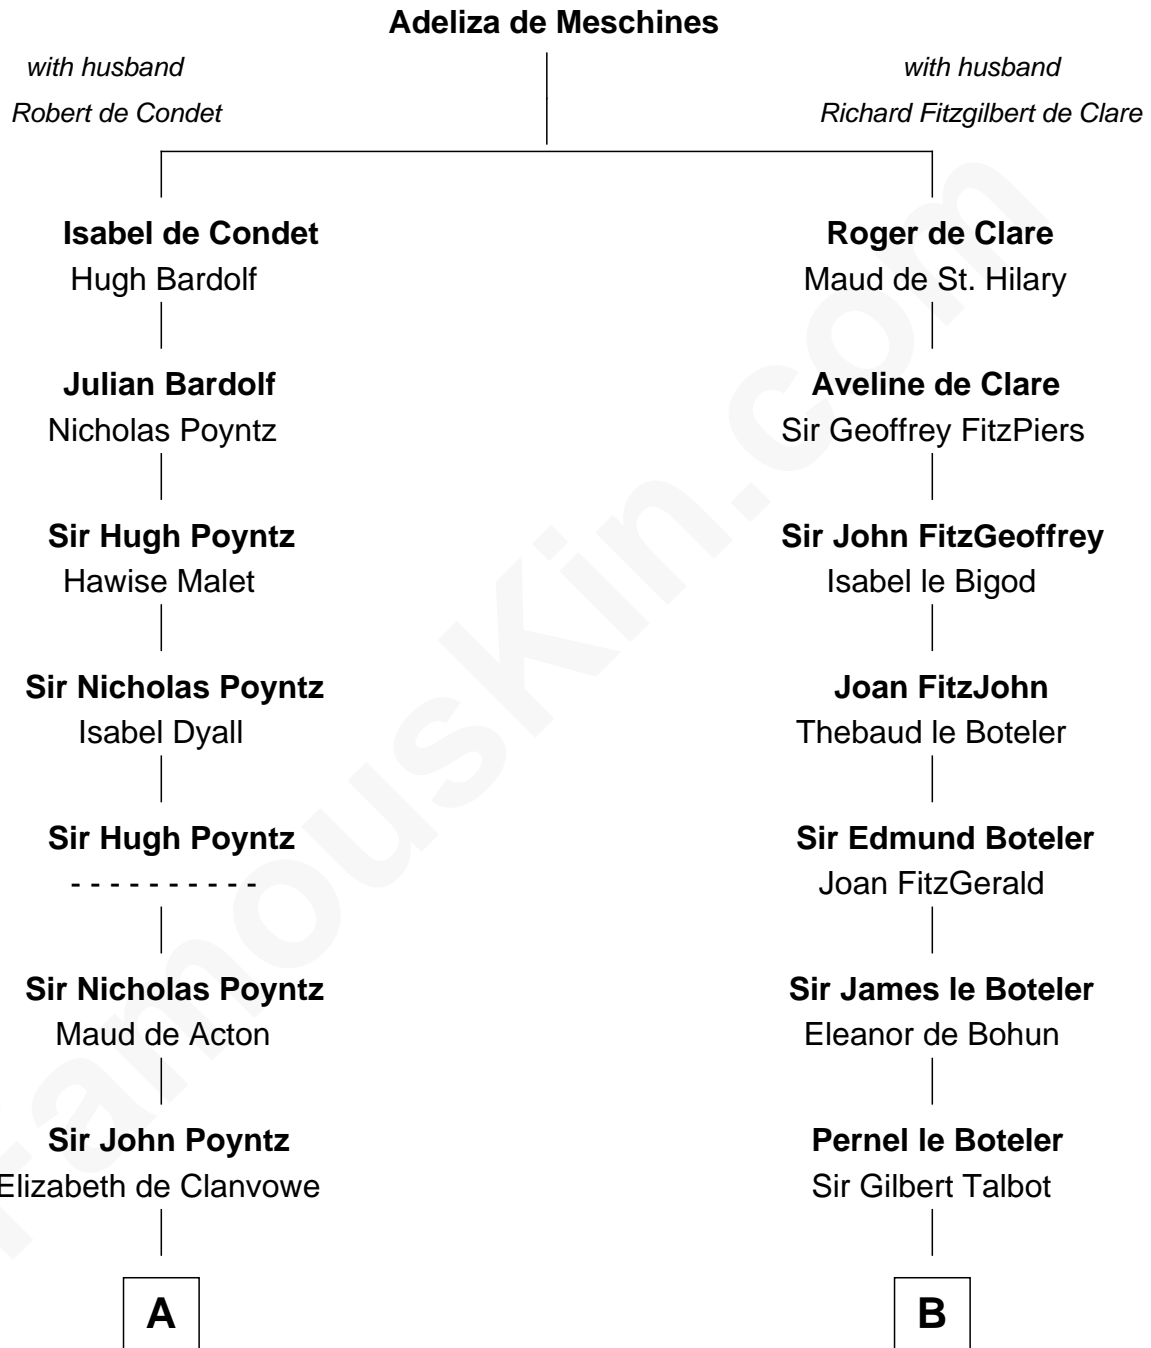 Adeliza de Meschines
with husband
Robert de Condet
with husband
Richard Fitzgilbert de Clare
Isabel de Condet
Hugh Bardolf
Roger de Clare
Maud de St. Hilary
Julian Bardolf
Nicholas Poyntz
Aveline de Clare
Sir Geoffrey FitzPiers
Sir Hugh Poyntz
Hawise Malet
Sir John FitzGeoffrey
Isabel le Bigod
Sir Nicholas Poyntz
Isabel Dyall
Joan FitzJohn
Thebaud le Boteler
Sir Hugh Poyntz
- - - - - - - - - -
Sir Edmund Boteler
Joan FitzGerald
Sir Nicholas Poyntz
Maud de Acton
Sir James le Boteler
Eleanor de Bohun
Sir John Poyntz
Elizabeth de Clanvowe
Pernel le Boteler
Sir Gilbert Talbot
A
B
FamousKin.com